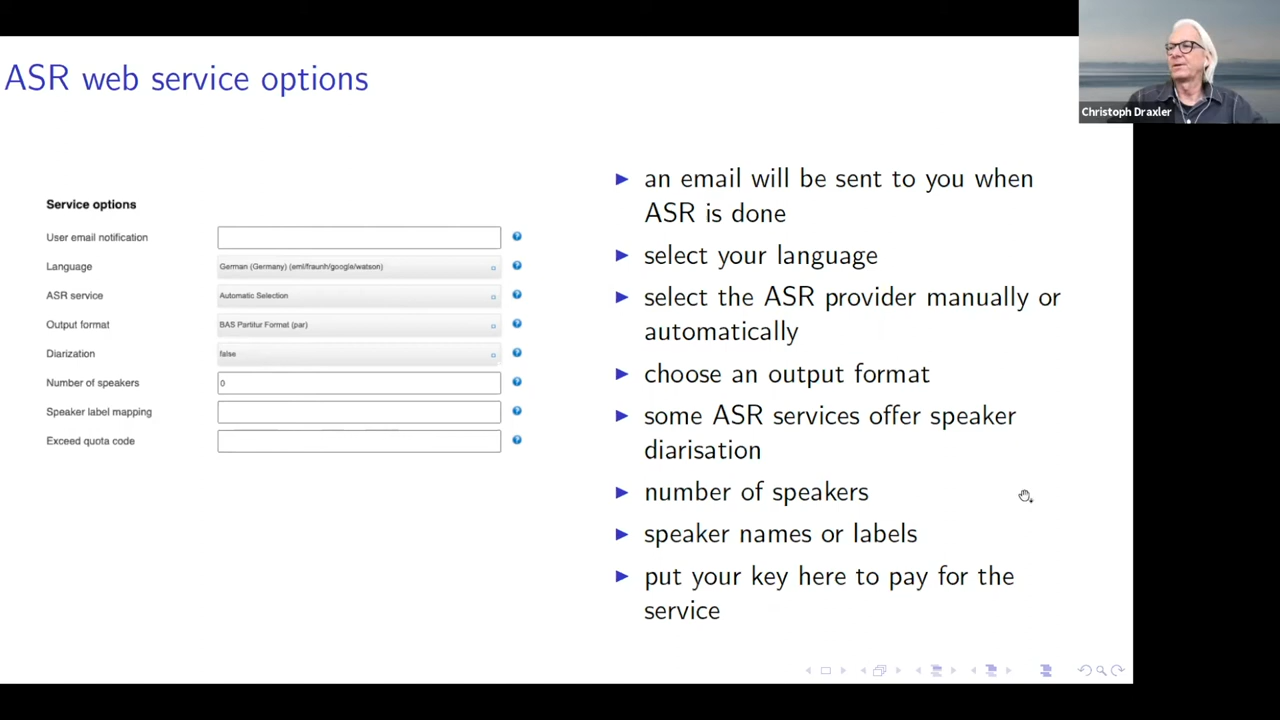 ASR web service options
Christoph Draxler
Service options
User email notification
Language
German (Germany) (eml/fraunh/google/watson)
ASR service
Automatic Selection
Output format
BAS Partitur Format (par)
Diarization
false
Number of speakers
0
Speaker label mapping
Exceed quota code
an email will be sent to you when
ASR is done
select your language
select the ASR provider manually or
automatically
choose an output format
some ASR services offer speaker
diarisation
number of speakers
speaker names or labels
put your key here to pay for the
service